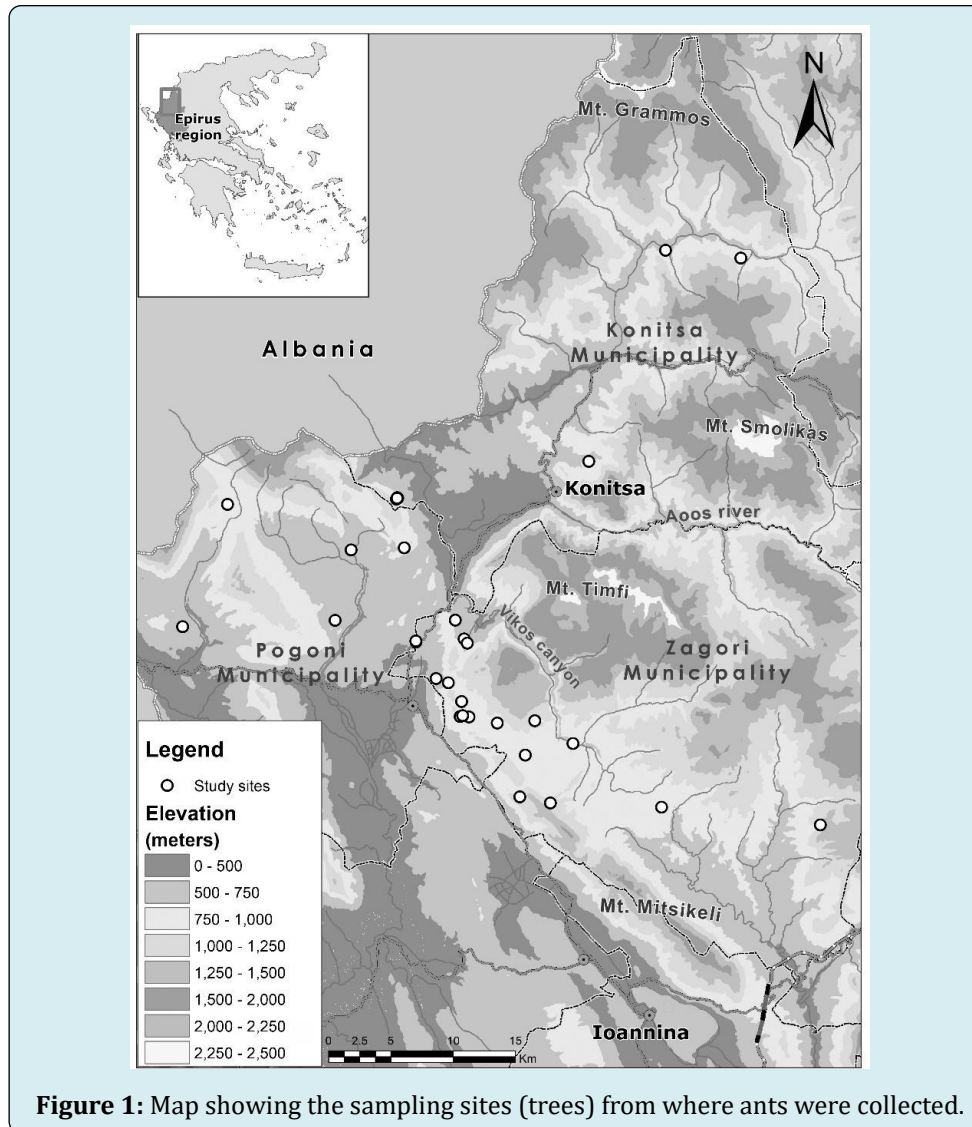 Epirus
region
N
Mt. Grammos
Albania
Konitsa
Municipality
Mt. Smolikas
Konitsa
Aoos river
Mt. Timfi
Vikos canyon
Zagori
Municipality
Pogoni
Municipality
Legend
Study sites
Elevation
(meters)
0 - 500
500 - 750
750 - 1,000
1,000 - 1,250
1,250 - 1,500
1,500 - 2,000
2,000 - 2,250
2,250 - 2,500
Mt. Mitsikeli
Ioannina
0 2.5 5 10 15
Km
Figure 1: Map showing the sampling sites (trees) from where ants were collected.